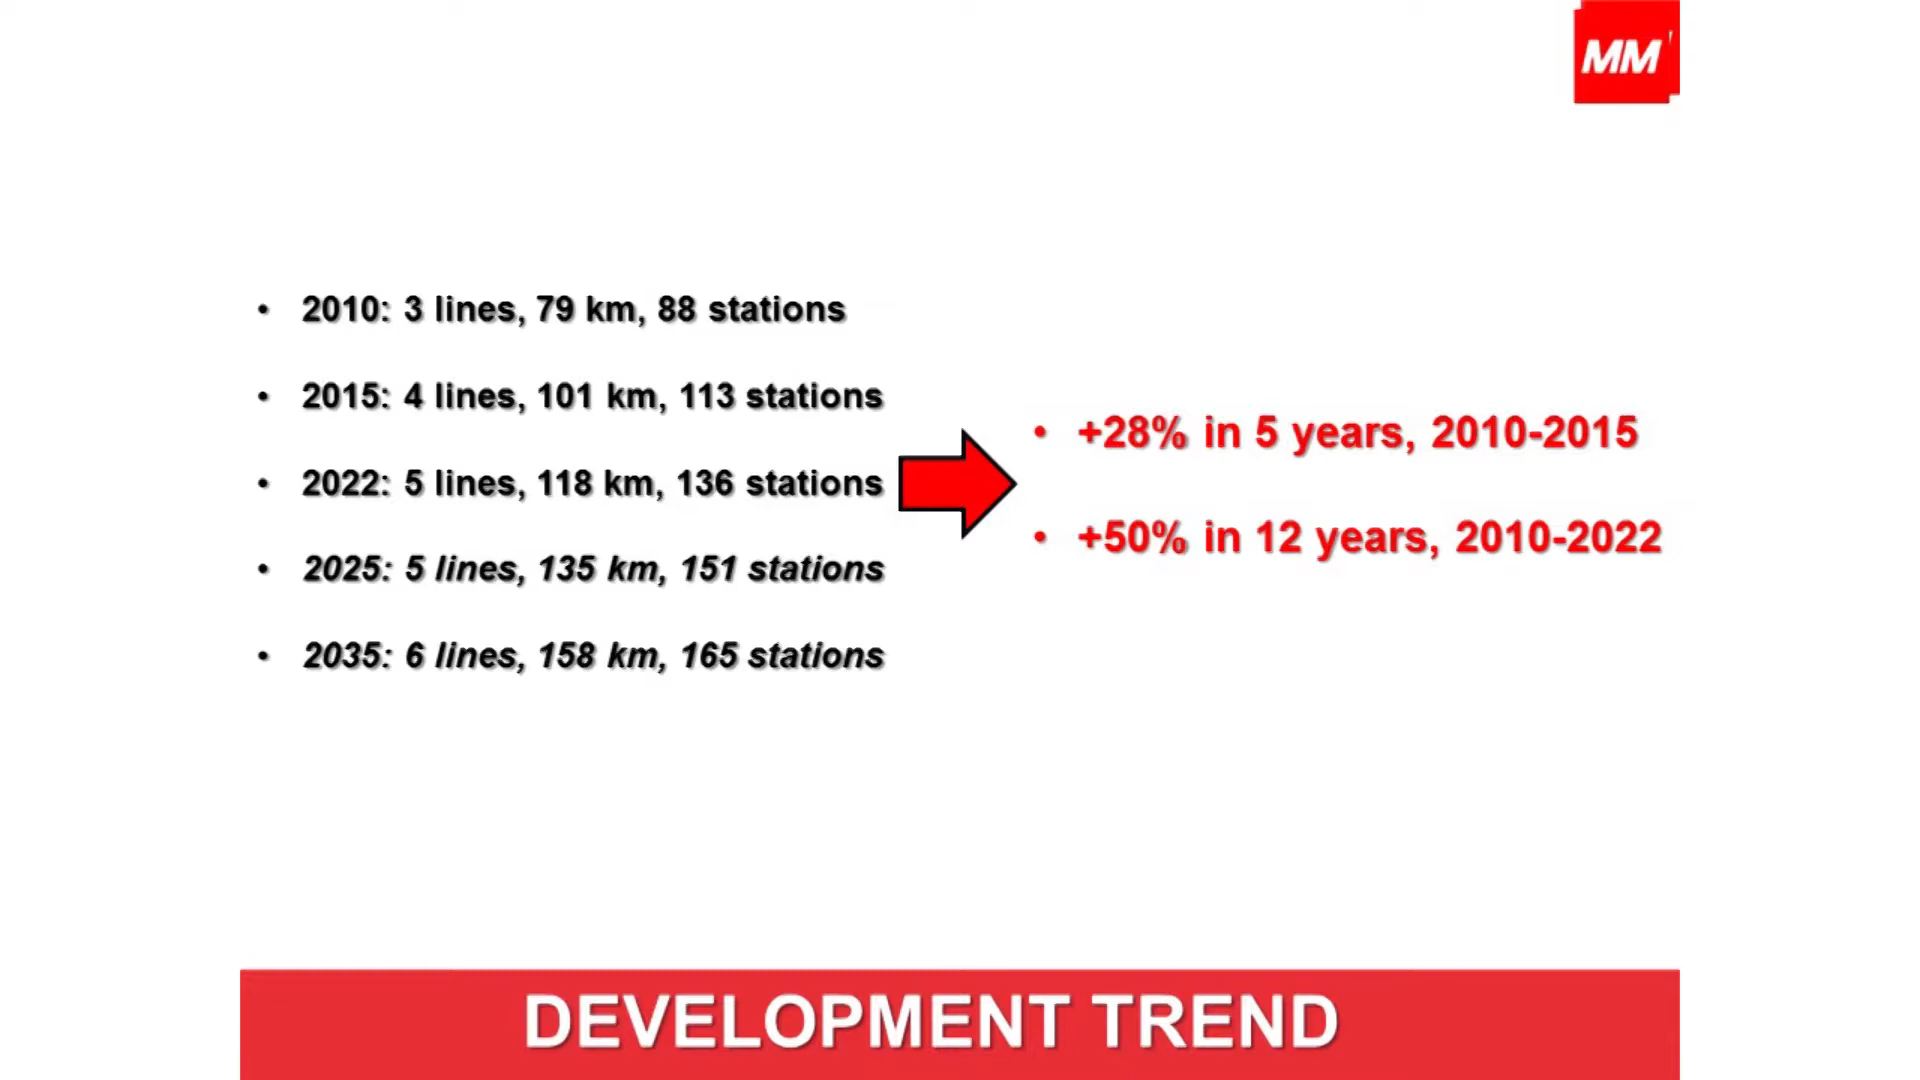 MM
• 2010: 3 lines, 79 km, 88 stations
• 2015: 4 lines, 101 km, 113 stations
• 2022: 5 lines, 118 km, 136 stations
• 2025: 5 lines, 135 km, 151 stations
• 2035: 6 lines, 158 km, 165 stations
• +28% in 5 years, 2010-2015
• +50% in 12 years, 2010-2022
DEVELOPMENT TREND